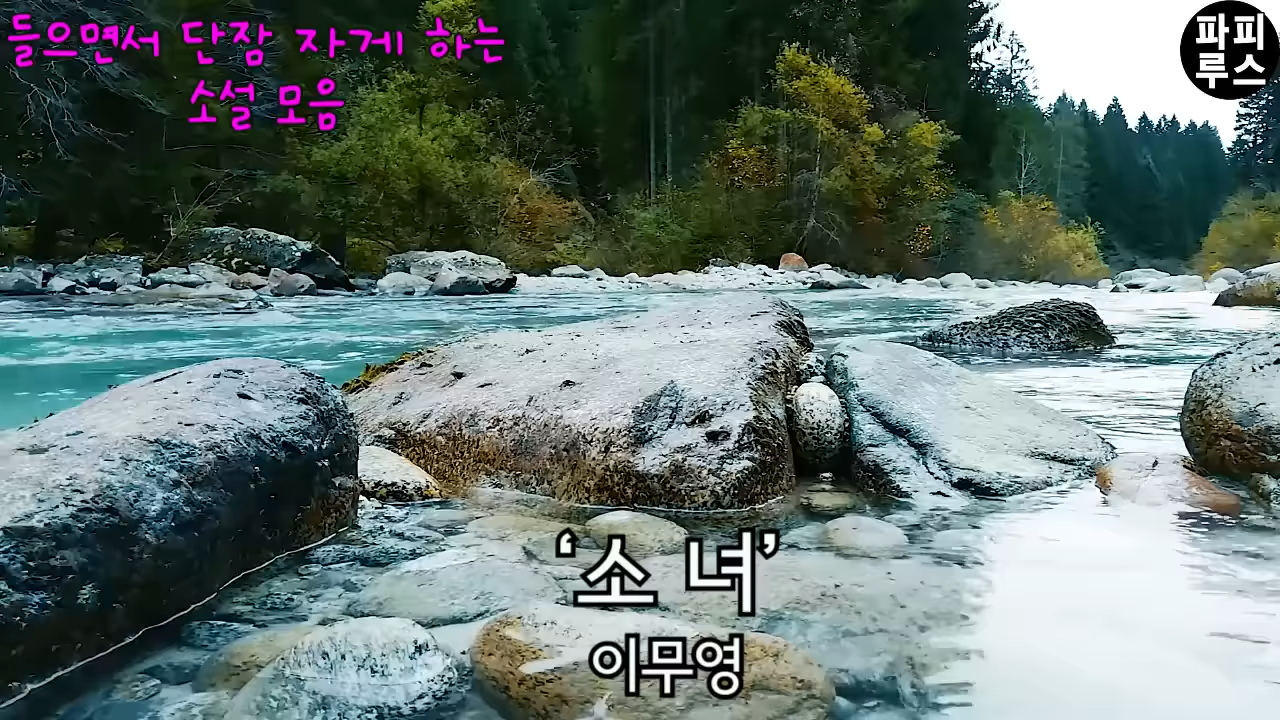 들으면서 단잠 자게 하는
소설 모음
파피
루스
‘소 녀’
이무영